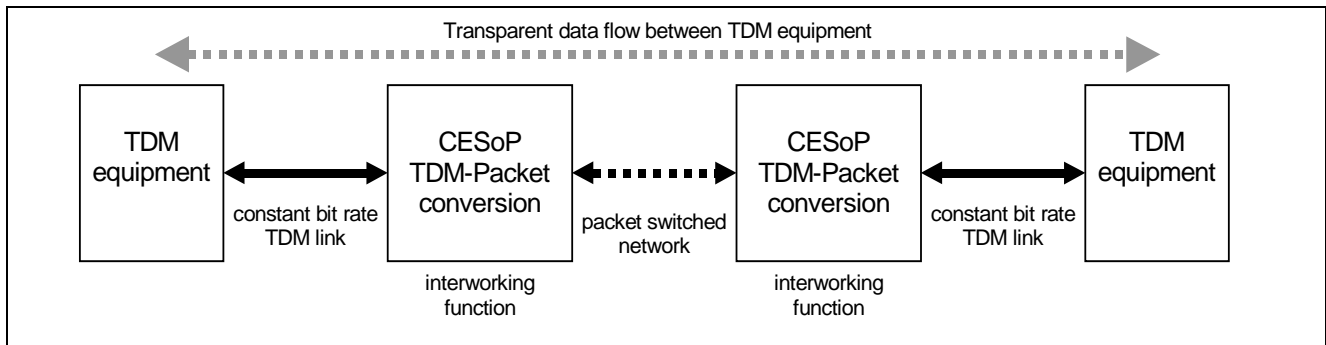 Transparent data flow between TDM equipment
TDM
equipment
constant bit rate
TDM link
CESoP
TDM-Packet
conversion
interworking
function
packet switched
network
CESoP
TDM-Packet
conversion
interworking
function
constant bit rate
TDM link
TDM
equipment